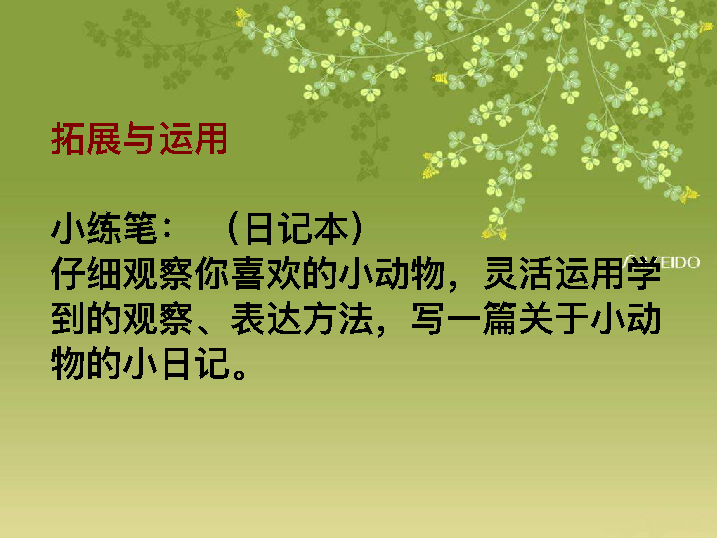 拓展与运用
小练笔： （日记本）
仔细观察你喜欢的小动物，灵活运用学
到的观察、表达方法，写一篇关于小动
物的小日记。